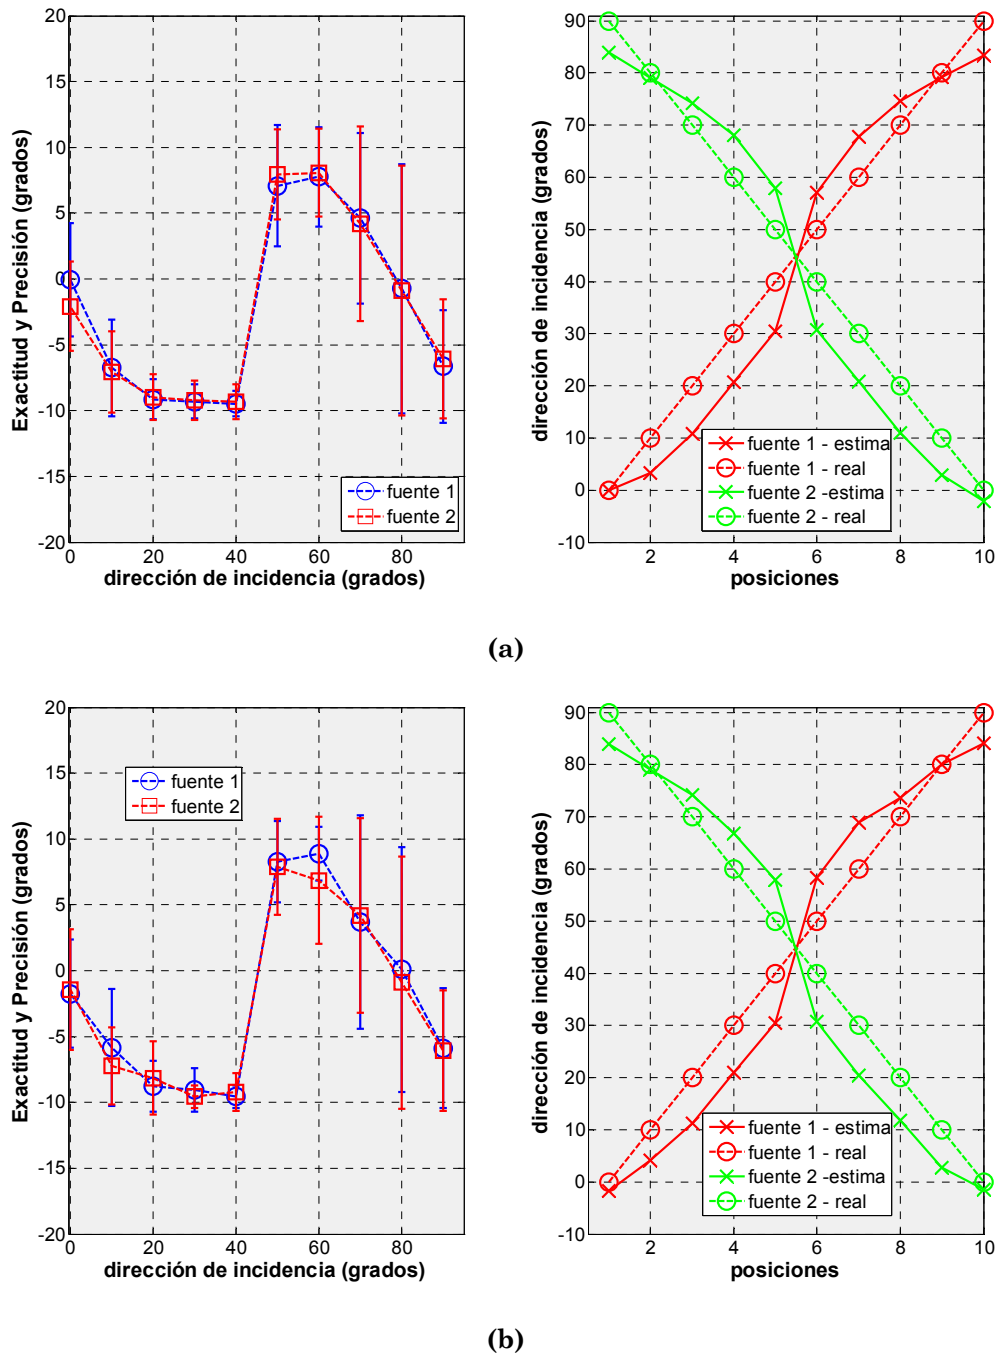 20
15
10
5
0
-5
-10
-15
-20
Exactitud y Precisión (grados)
0
20
40
60
80
dirección de incidencia (grados)
fuente 1
fuente 2
90
80
70
60
50
40
30
20
10
0
-10
dirección de incidencia (grados)
2
4
6
8
10
posiciones
fuente 1 - estima
fuente 1 - real
fuente 2 -estima
fuente 2 - real
(a)
20
15
10
5
0
-5
-10
-15
-20
Exactitud y Precisión (grados)
0
20
40
60
80
dirección de incidencia (grados)
fuente 1
fuente 2
90
80
70
60
50
40
30
20
10
0
-10
dirección de incidencia (grados)
2
4
6
8
10
posiciones
fuente 1 - estima
fuente 1 - real
fuente 2 -estima
fuente 2 - real
(b)